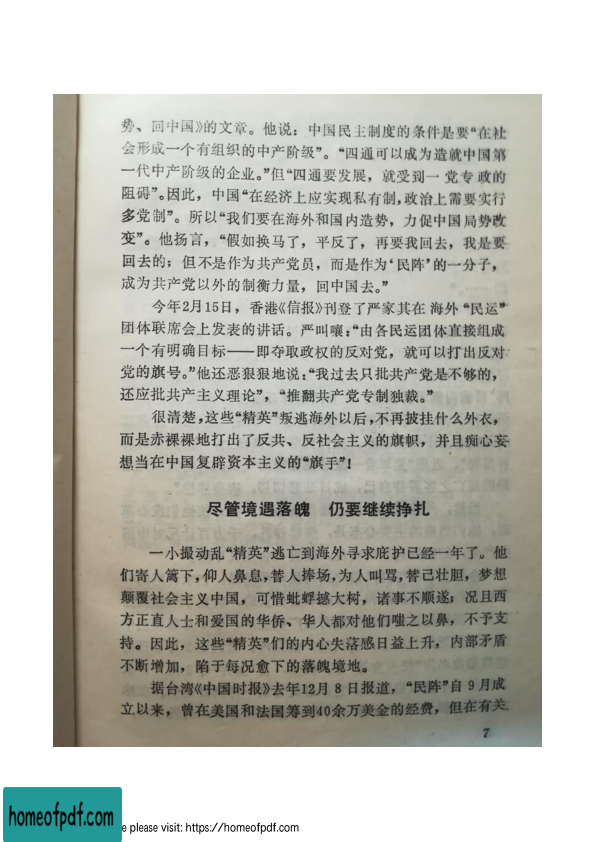 势、回中国》的文章。他说：中国民主制度的条件是要“在社
会形成一个有组织的中产阶级”。“四通可以成为造就中国第
一代中产阶级的企业。”但“四通要发展，就受到一党专政的
阻碍”。因此，中国“在经济上应实现私有制，政治上需要实行
多党制”。所以“我们要在海外和国内造势，力促中国局势改
变”。他扬言，“假如换马了，平反了，再要我回去，我是要
回去的；但不是作为共产党员，而是作为‘民阵’的一分子，
成为共产党以外的制衡力量，回中国去。”
今年2月15日，香港《信报》刊登了严家其在海外“民运”
团体联席会上发表的讲话。严叫嚷：“由各民运团体直接组成
一个有明确目标——即夺取政权的反对党，就可以打出反对
党的旗号。”他还恶狠狠地说：“我过去只批共产党是不够的，
还应批共产主义理论”，“推翻共产党专制独裁。”
很清楚，这些“精英”叛逃海外以后，不再披挂什么外衣，
而是赤裸裸地打出了反共、反社会主义的旗帜，并且痴心妄
想当在中国复辟资本主义的“旗手”！
尽管境遇落魄　仍要继续挣扎
一小撮动乱“精英”逃亡到海外寻求庇护已经一年了。他
们寄人篱下，仰人鼻息，替人捧场，为人叫骂，替己壮胆，梦想
颠覆社会主义中国，可惜蚍蜉撼大树，诸事不顺遂；况且西
方正直人士和爱国的华侨、华人都对他们嗤之以鼻，不予支
持。因此，这些“精英”们的内心失落感日益上升，内部矛盾
不断增加，陷于每况愈下的落魄境地。
据台湾《中国时报》去年12月8日报道，“民阵”自9月成
立以来，曾在美国和法国筹到40余万美金的经费，但在有关
7
homeofpdf.com
e please visit: https://homeofpdf.com